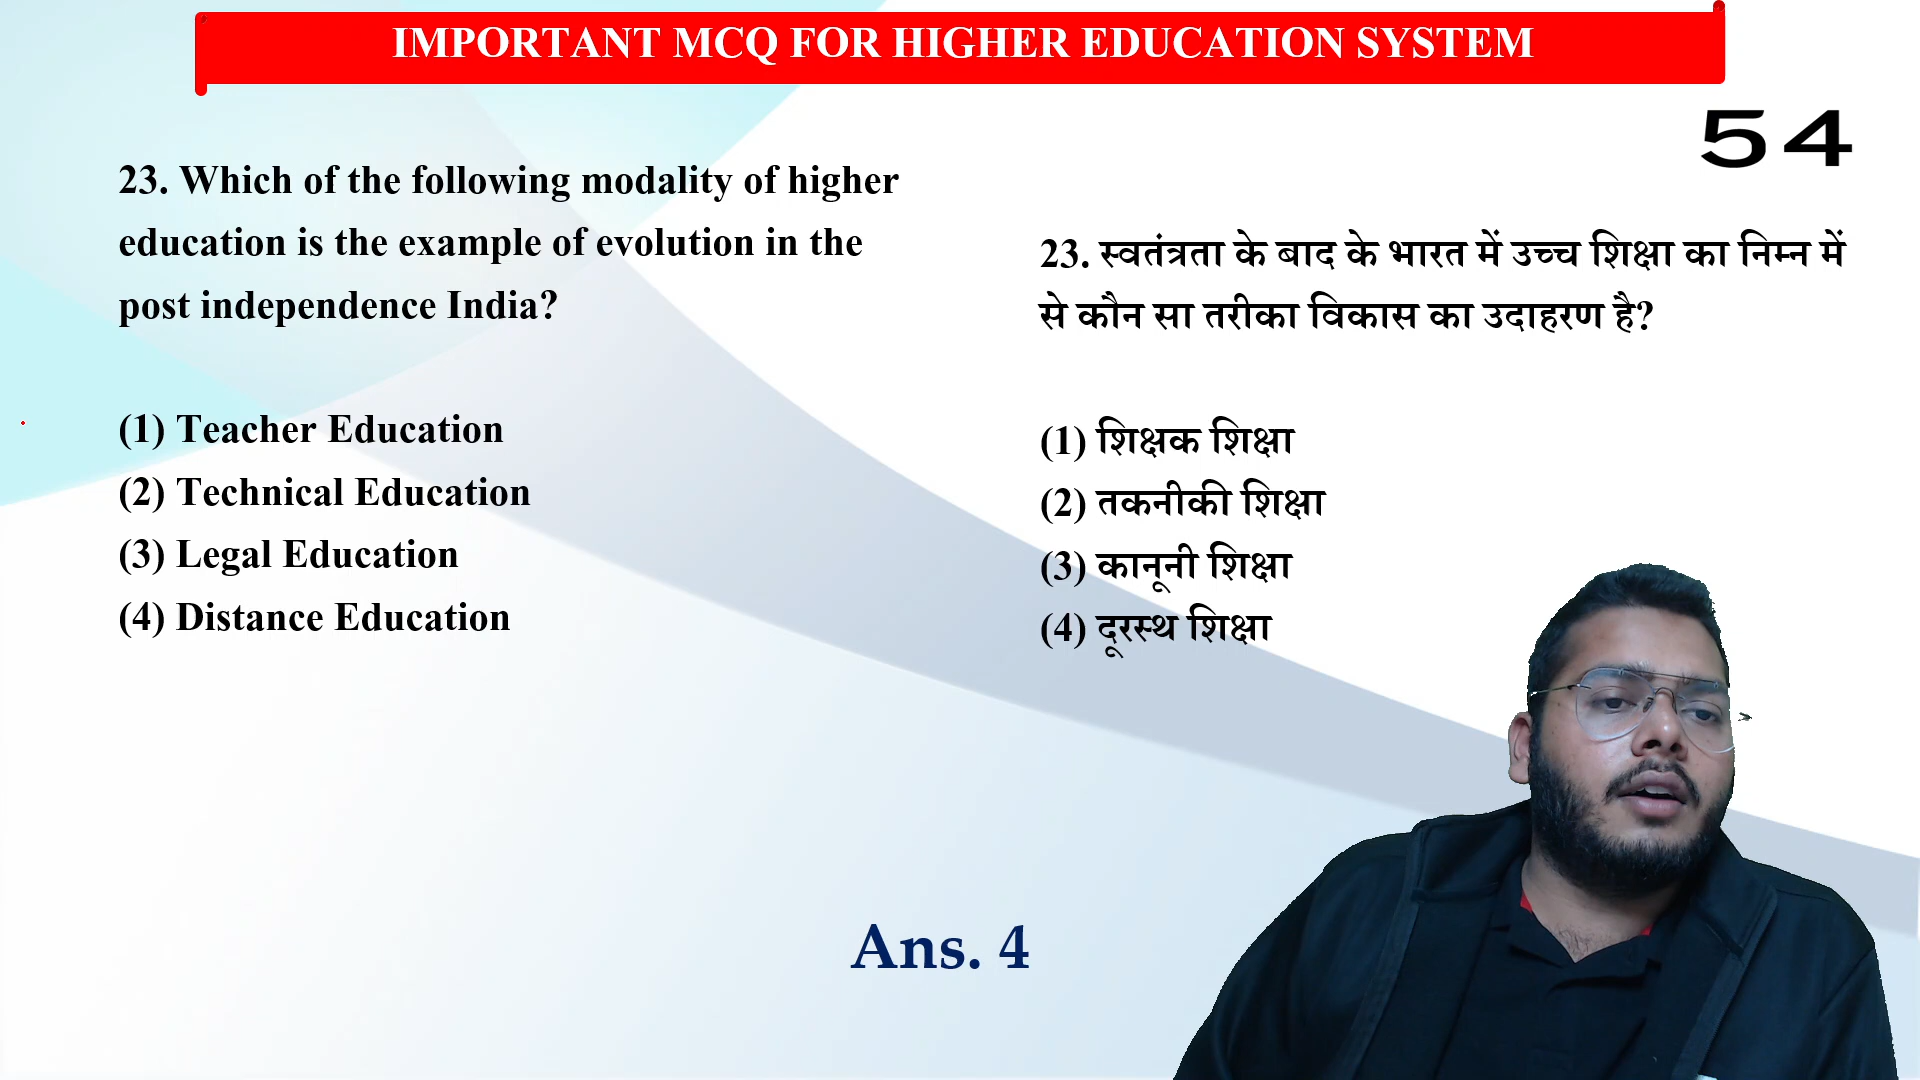 IMPORTANT MCQ FOR HIGHER EDUCATION SYSTEM
54
23. Which of the following modality of higher
education is the example of evolution in the
post independence India?
(1) Teacher Education
(2) Technical Education
(3) Legal Education
(4) Distance Education
23. स्वतंत्रता के बाद के भारत में उच्च शिक्षा का निम्न में
से कौन सा तरीका विकास का उदाहरण है?
(1) शिक्षक शिक्षा
(2) तकनीकी शिक्षा
(3) कानूनी शिक्षा
(4) दूरस्थ शिक्षा
Ans. 4